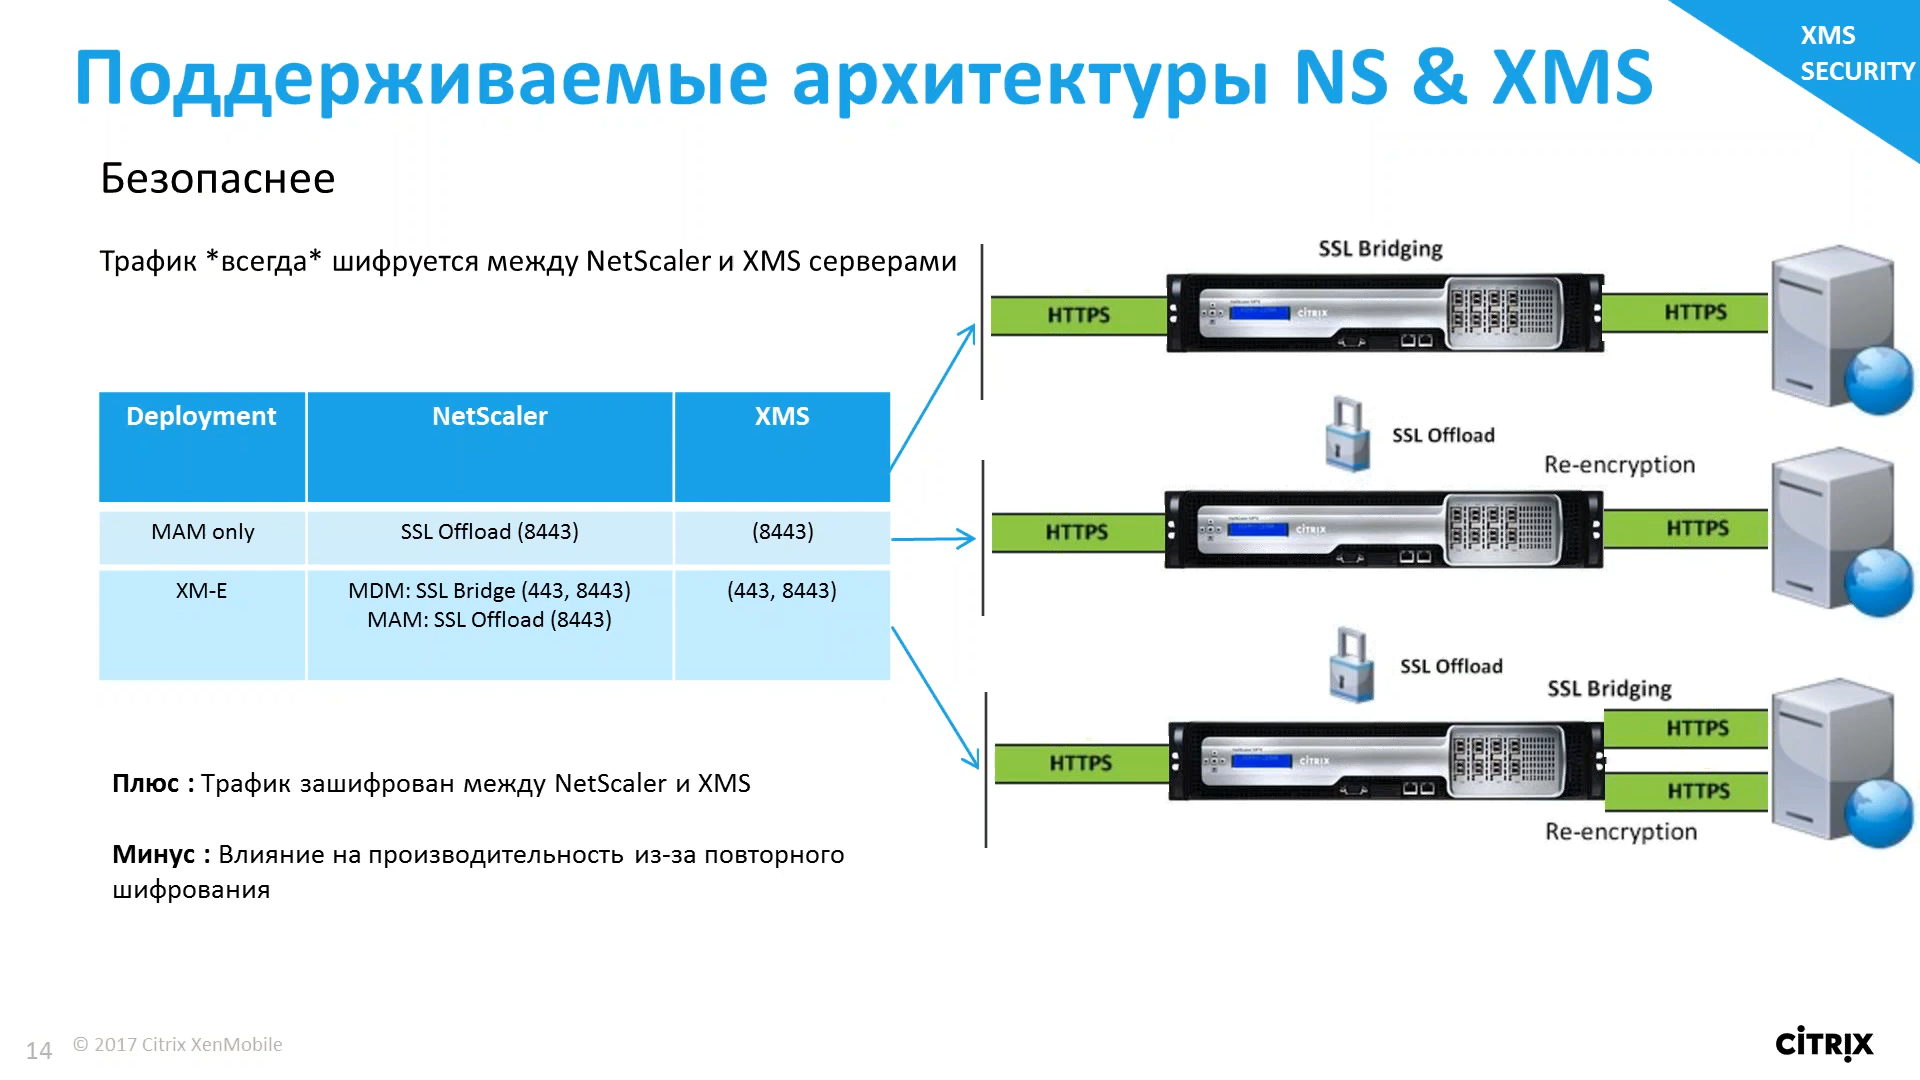 XMS
SECURITY
Поддерживаемые архитектуры NS & XMS
Безопаснее
Трафик *всегда* шифруется между NetScaler и XMS серверами
Deployment NetScaler XMS
MAM only SSL Offload (8443) (8443)
XM-E MDM: SSL Bridge (443, 8443) (443, 8443)
MAM: SSL Offload (8443)
Плюс : Трафик зашифрован между NetScaler и XMS
Минус : Влияние на производительность из-за повторного
шифрования
SSL Bridging
HTTPS CITRIX HTTPS
SSL Offload
Re-encryption
HTTPS CITRIX HTTPS
SSL Offload
SSL Bridging
HTTPS
HTTPS CITRIX
HTTPS
Re-encryption
14 © 2017 Citrix XenMobile
CITRIX